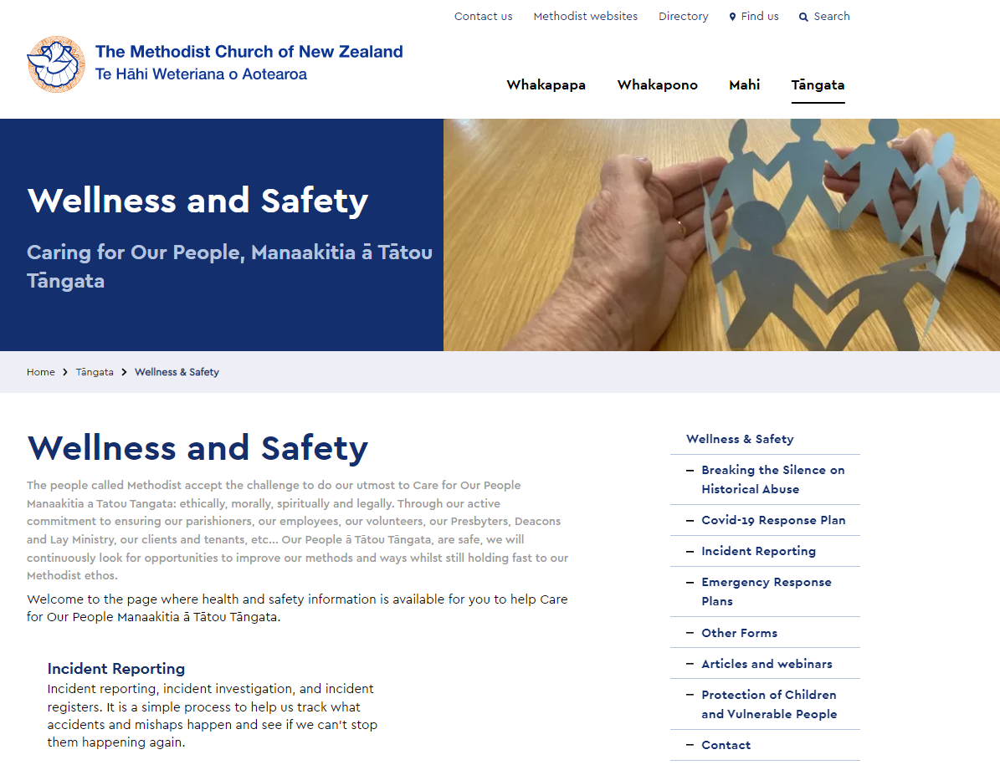 Contact us
Methodist websites
Directory
Find us
Search
The Methodist Church of New Zealand
Te Hāhi Weteriana o Aotearoa
Whakapapa
Whakapono
Mahi
Tāngata
Wellness and Safety
Caring for Our People, Manaakitia ā Tātou
Tāngata
Home
Tāngata
Wellness & Safety
Wellness and Safety
The people called Methodist accept the challenge to do our utmost to Care for Our People
Manaakitia a Tatou Tangata: ethically, morally, spiritually and legally. Through our active
commitment to ensuring our parishioners, our employees, our volunteers, our Presbyters, Deacons
and Lay Ministry, our clients and tenants, etc... Our People ā Tātou Tāngata, are safe, we will
continuously look for opportunities to improve our methods and ways whilst still holding fast to our
Methodist ethos.
Welcome to the page where health and safety information is available for you to help Care
for Our People Manaakitia ā Tātou Tāngata.
Incident Reporting
Incident reporting, incident investigation, and incident
registers. It is a simple process to help us track what
accidents and mishaps happen and see if we can't stop
them happening again.
Wellness & Safety
– Breaking the Silence on
Historical Abuse
– Covid-19 Response Plan
– Incident Reporting
– Emergency Response
Plans
– Other Forms
– Articles and webinars
– Protection of Children
and Vulnerable People
– Contact